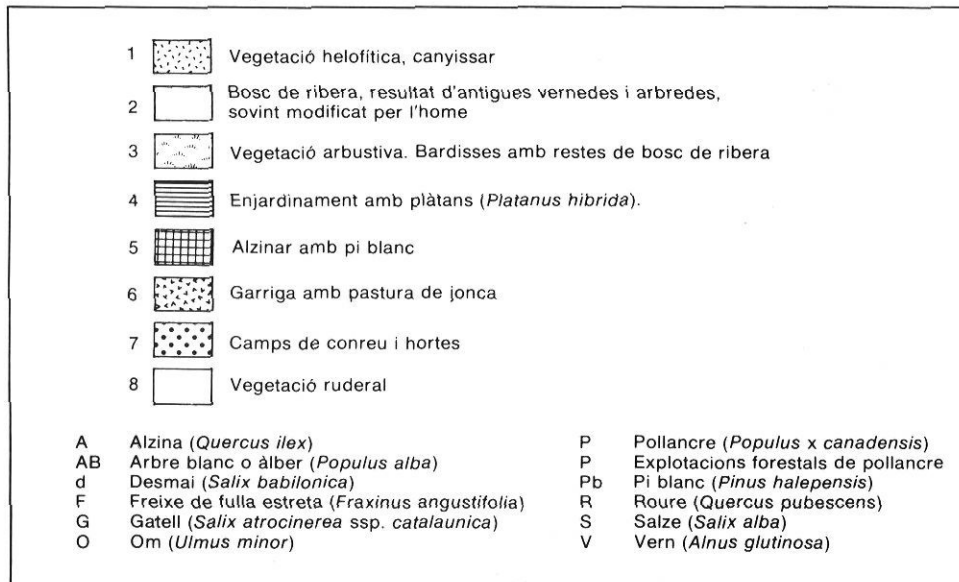 1 Vegetació helofítica, canyissar
2 Bosc de ribera, resultat d'antigues vernedes i arbredes,
sovint modificat per l'home
3 Vegetació arbustiva. Bardisses amb restes de bosc de ribera
4 Enjardinament amb plàtans (Platanus hibrida).
5 Alzinar amb pi blanc
6 Garriga amb pastura de jonca
7 Camps de conreu i hortes
8 Vegetació ruderal
A Alzina (Quercus ilex)
AB Arbre blanc o àlber (Populus alba)
d Desmai (Salix babilonica)
F Freixe de fulla estreta (Fraxinus angustifolia)
G Gatell (Salix atrocinerea ssp. catalaunica)
O Om (Ulmus minor)
P Pollancre (Populus x canadensis)
P Explotacions forestals de pollancre
Pb Pi blanc (Pinus halepensis)
R Roure (Quercus pubescens)
S Salze (Salix alba)
V Vern (Alnus glutinosa)